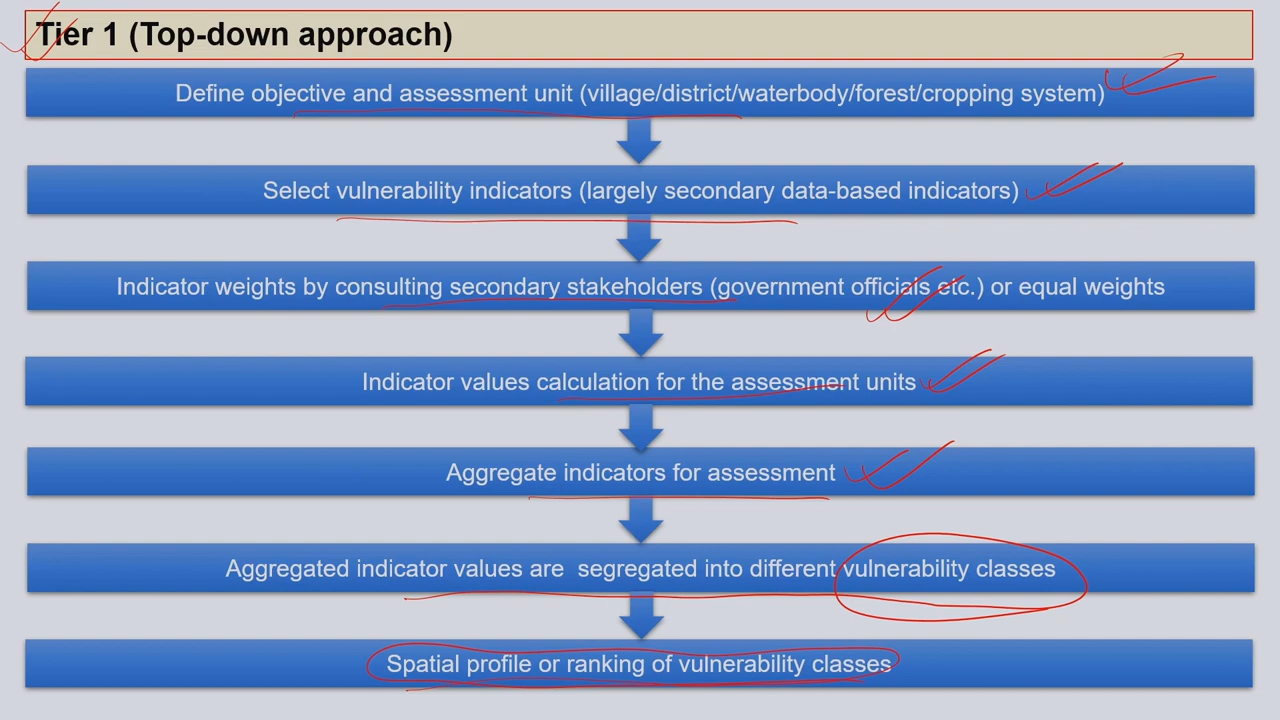 Tier 1 (Top-down approach)
Define objective and assessment unit (village/district/waterbody/forest/cropping system)
Select vulnerability indicators (largely secondary data-based indicators)
Indicator weights by consulting secondary stakeholders (government officials etc.) or equal weights
Indicator values calculation for the assessment units
Aggregate indicators for assessment
Aggregated indicator values are segregated into different vulnerability classes
Spatial profile or ranking of vulnerability classes